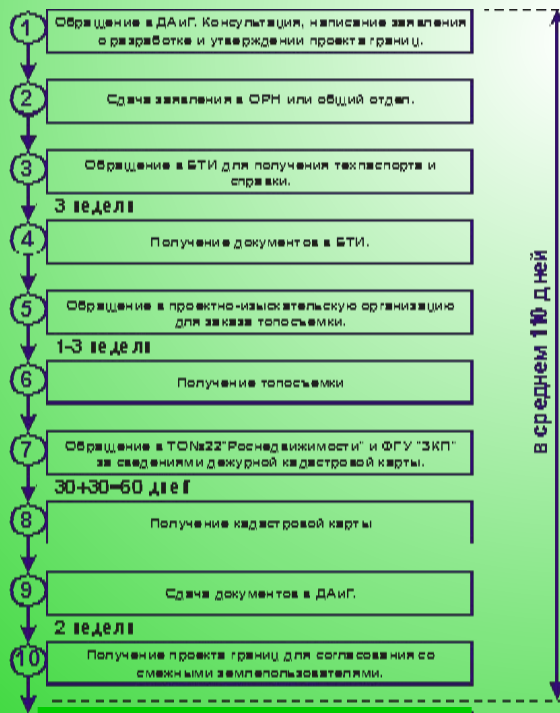 1
Обращение в ДАиГ. Консультация, написание заявления
о разработке и утверждении проекта границ.
2
Сдача заявления в ОРН или общий отдел.
3
Обращение в БТИ для получения техпаспорта и
справки.
3 недели
4
Получение документов в БТИ.
5
Обращение в проектно-изыскательскую организацию
для заказа топосъемки.
1-3 недели
6
Получение топосъемки
7
Обращение в ТО№22"Роснедвижимости" и ФГУ "ЗКП"
за сведениями дежурной кадастровой карты.
30+30=60 дней
8
Получение кадастровой карты
9
Сдача документов в ДАиГ.
2 недели
10
Получение проекта границ для согласования со
смежными землепользователями.
в среднем 110 дней